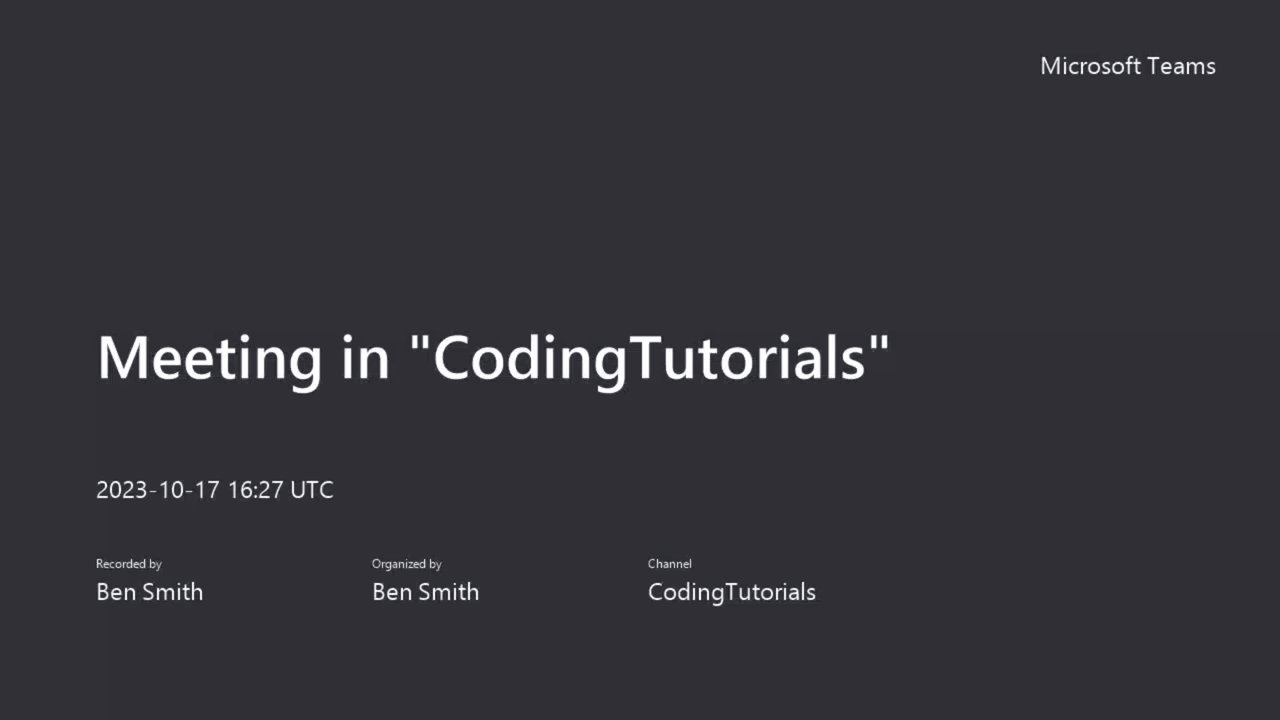 Microsoft Teams
Meeting in "CodingTutorials"
2023-10-17 16:27 UTC
Recorded by
Ben Smith
Organized by
Ben Smith
Channel
CodingTutorials